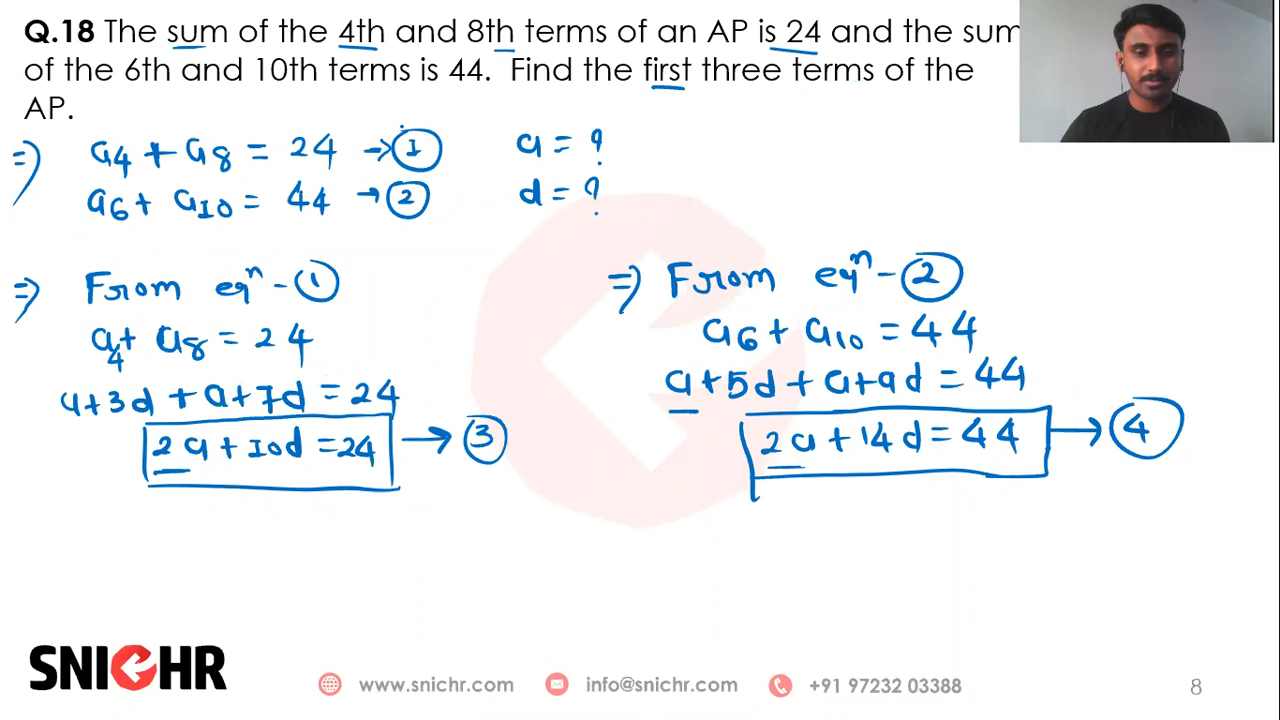 Q.18 The sum of the 4th and 8th terms of an AP is 24 and the sum
of the 6th and 10th terms is 44. Find the first three terms of the
AP.
⇒ a4 + a8 = 24 → ①
a6 + a10 = 44 → ②
a = ?
d = ?
⇒ From eqⁿ - ①
a4 + a8 = 24
a+3d + a+7d = 24
2a + 10d = 24 → ③
⇒ From eqⁿ - ②
a6 + a10 = 44
a+5d + a+9d = 44
2a + 14d = 44 → ④
SNICHR
www.snichr.com info@snichr.com +91 97232 03388 8